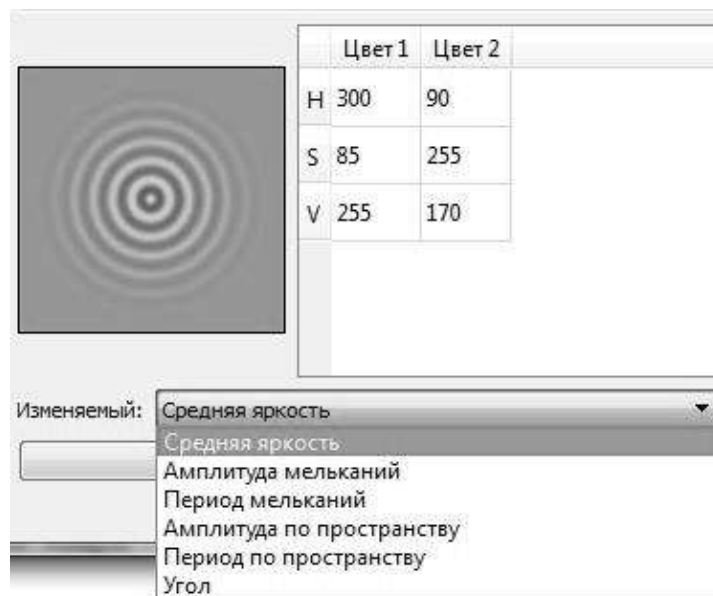 Цвет 1 Цвет 2
H 300 90
S 85 255
V 255 170
Изменяемый: Средняя яркость
Средняя яркость
Амплитуда мельканий
Период мельканий
Амплитуда по пространству
Период по пространству
Угол